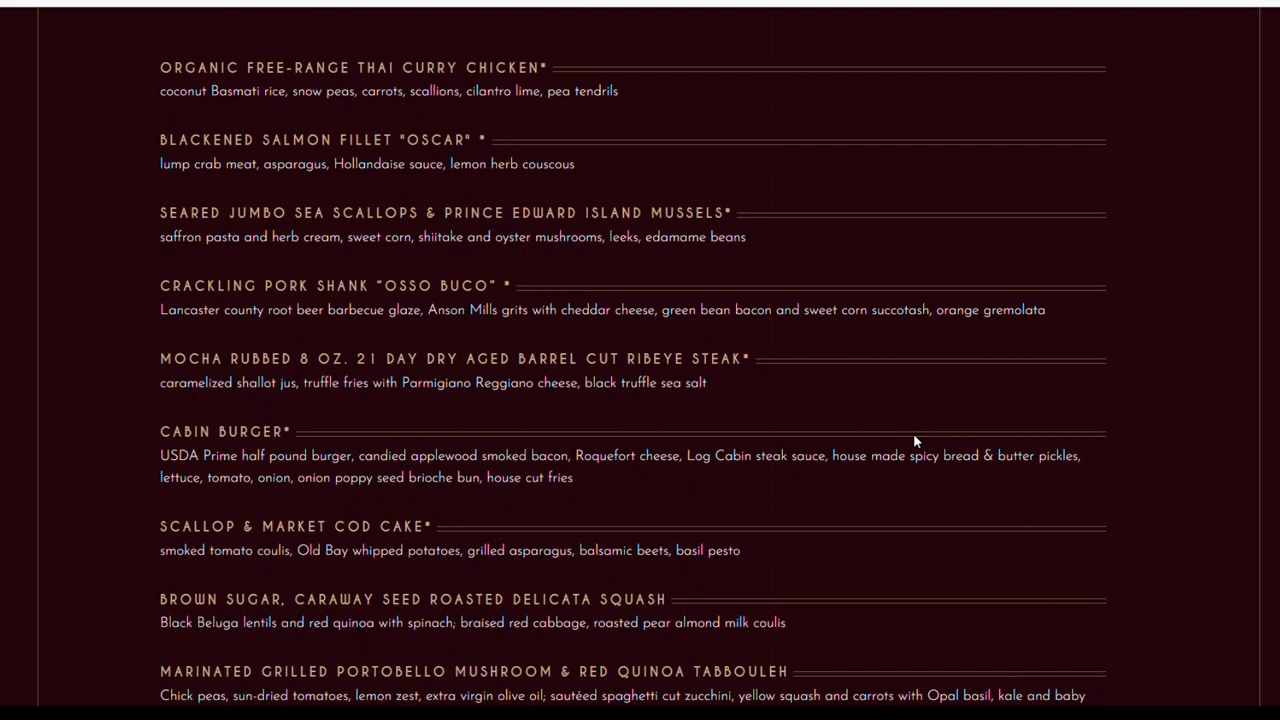 ORGANIC FREE-RANGE THAI CURRY CHICKEN*
coconut Basmati rice, snow peas, carrots, scallions, cilantro lime, pea tendrils
BLACKENED SALMON FILLET "OSCAR" *
lump crab meat, asparagus, Hollandaise sauce, lemon herb couscous
SEARED JUMBO SEA SCALLOPS & PRINCE EDWARD ISLAND MUSSELS*
saffron pasta and herb cream, sweet corn, shiitake and oyster mushrooms, leeks, edamame beans
CRACKLING PORK SHANK "OSSO BUCO" *
Lancaster county root beer barbecue glaze, Anson Mills grits with cheddar cheese, green bean bacon and sweet corn succotash, orange gremolata
MOCHA RUBBED 8 OZ. 21 DAY DRY AGED BARREL CUT RIBEYE STEAK*
caramelized shallot jus, truffle fries with Parmigiano Reggiano cheese, black truffle sea salt
CABIN BURGER*
USDA Prime half pound burger, candied applewood smoked bacon, Roquefort cheese, Log Cabin steak sauce, house made spicy bread & butter pickles,
lettuce, tomato, onion, onion poppy seed brioche bun, house cut fries
SCALLOP & MARKET COD CAKE*
smoked tomato coulis, Old Bay whipped potatoes, grilled asparagus, balsamic beets, basil pesto
BROWN SUGAR, CARAWAY SEED ROASTED DELICATA SQUASH
Black Beluga lentils and red quinoa with spinach; braised red cabbage, roasted pear almond milk coulis
MARINATED GRILLED PORTOBELLO MUSHROOM & RED QUINOA TABBOULEH
Chick peas, sun-dried tomatoes, lemon zest, extra virgin olive oil; sautéed spaghetti cut zucchini, yellow squash and carrots with Opal basil, kale and baby